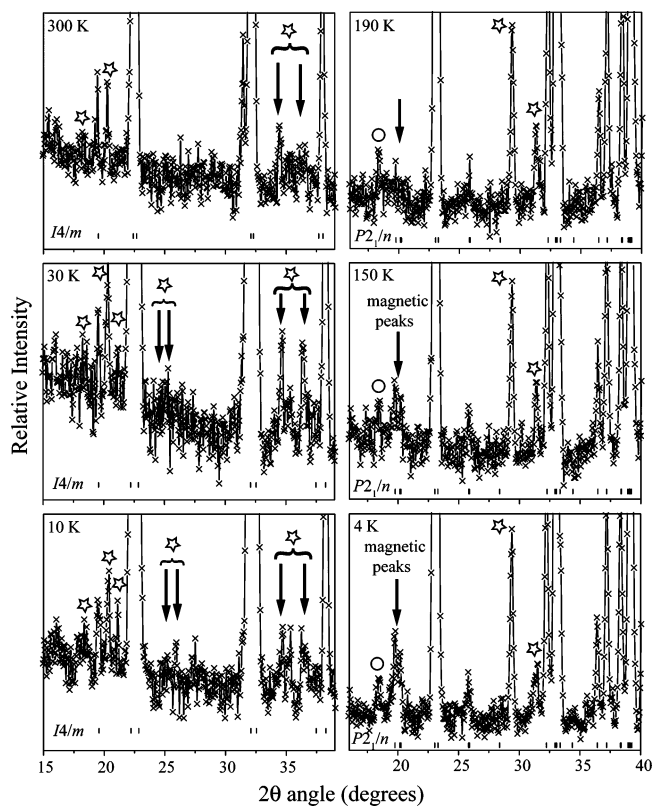 300 K
I4/m
190 K
P2₁/n
30 K
I4/m
150 K
magnetic
peaks
P2₁/n
10 K
I4/m
4 K
magnetic
peaks
P2₁/n
Relative Intensity
15 20 25 30 35
20 25 30 35 40
2θ angle (degrees)